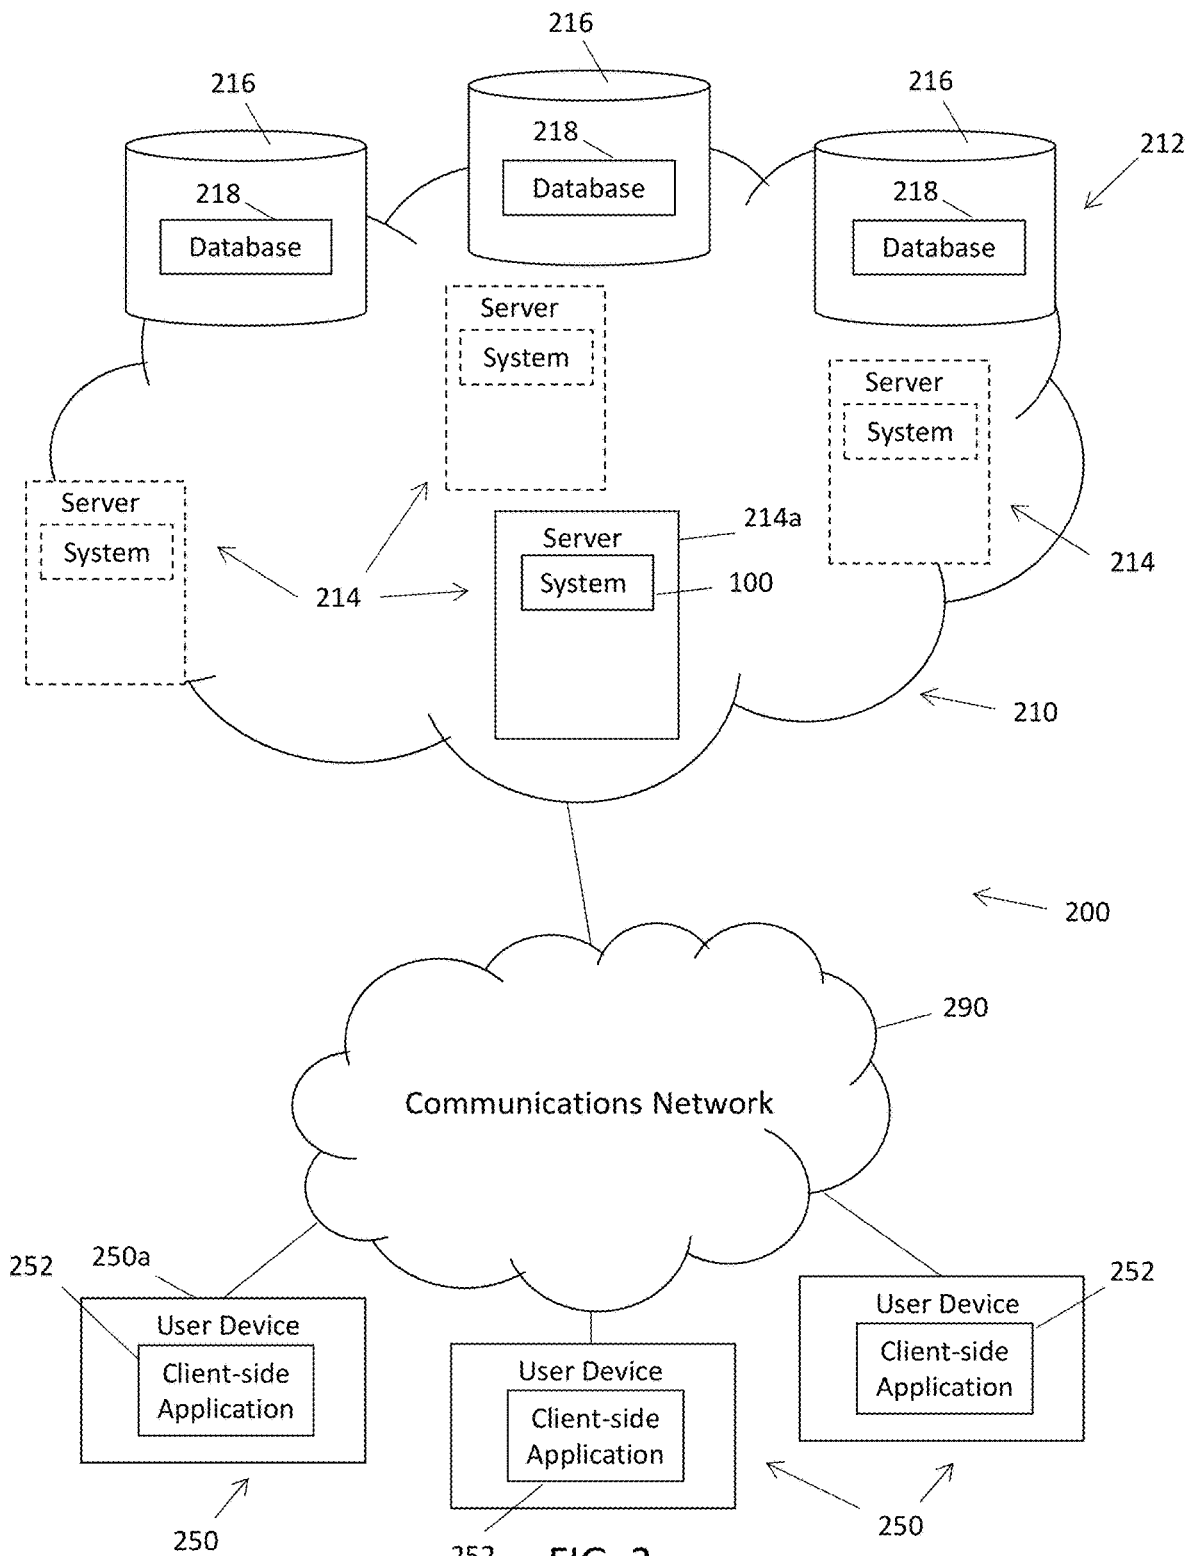 216
216
216
212
218
Database
218
Database
218
Database
Server
System
Server
System
Server
System
214a
Server
System
100
214
214
210
200
290
Communications Network
252
250a
252
User Device
Client-side
Application
User Device
Client-side
Application
User Device
Client-side
Application
250
250
252